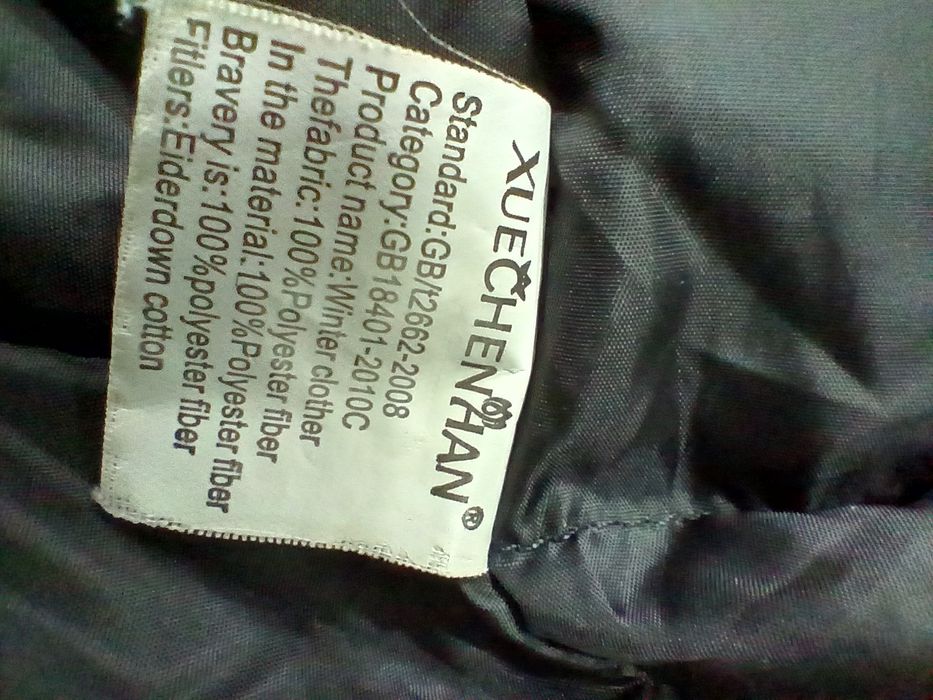 XUECHENHAN®
Standard:GB/t2662-2008
Category:GB18401-2010C
Product name:Winter clother
Thefabric:100%Polyester fiber
In the material:100%Polyester fiber
Bravery is:100%polyester fiber
Fitlers:Eiderdown cotton